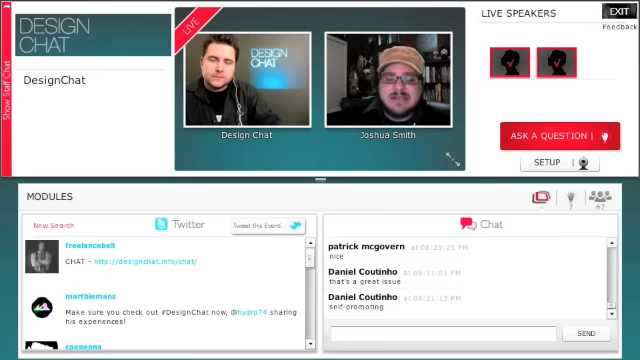 Show Staff Chat
DESIGN
CHAT
DesignChat
LIVE
DESIGN
CHAT
Design Chat
Joshua Smith
LIVE SPEAKERS
EXIT
Feedback
ASK A QUESTION |
SETUP |
MODULES
7
67
New Search
Twitter
Tweet this Event!
freelancebell
CHAT - http://designchat.info/chat/
martblemans
Make sure you check out #DesignChat now, @hydro74 sharing
his experiences!
caepenna
Chat
patrick mcgovern at 08:20:25 PM
nice
Daniel Coutinho at 08:21:01 PM
that's a great issue
Daniel Coutinho at 08:21:13 PM
self-promoting
SEND